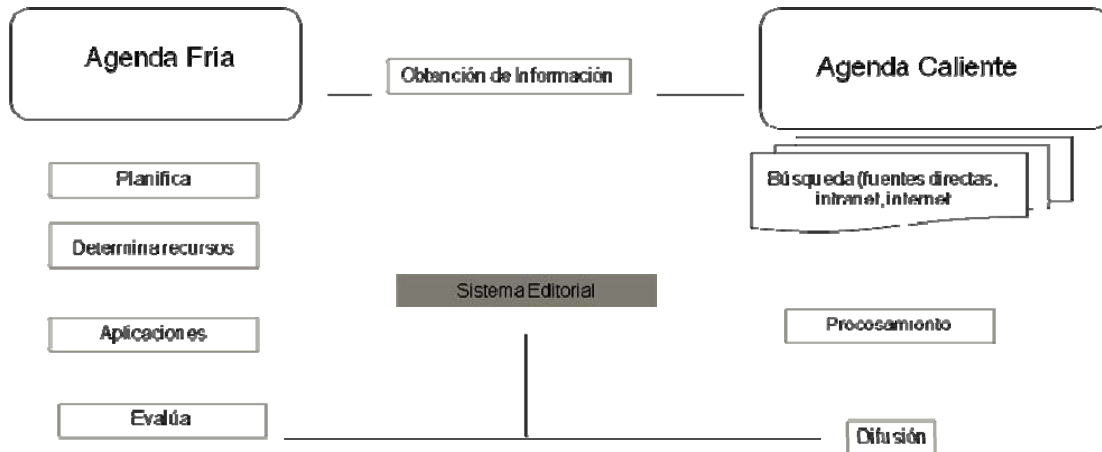 Agenda Fría
Obtención de Información
Agenda Caliente
Planifica
Búsqueda (fuentes directas,
intranet, internet
Determina recursos
Sistema Editorial
Aplicaciones
Procesamiento
Evalúa
Difusión